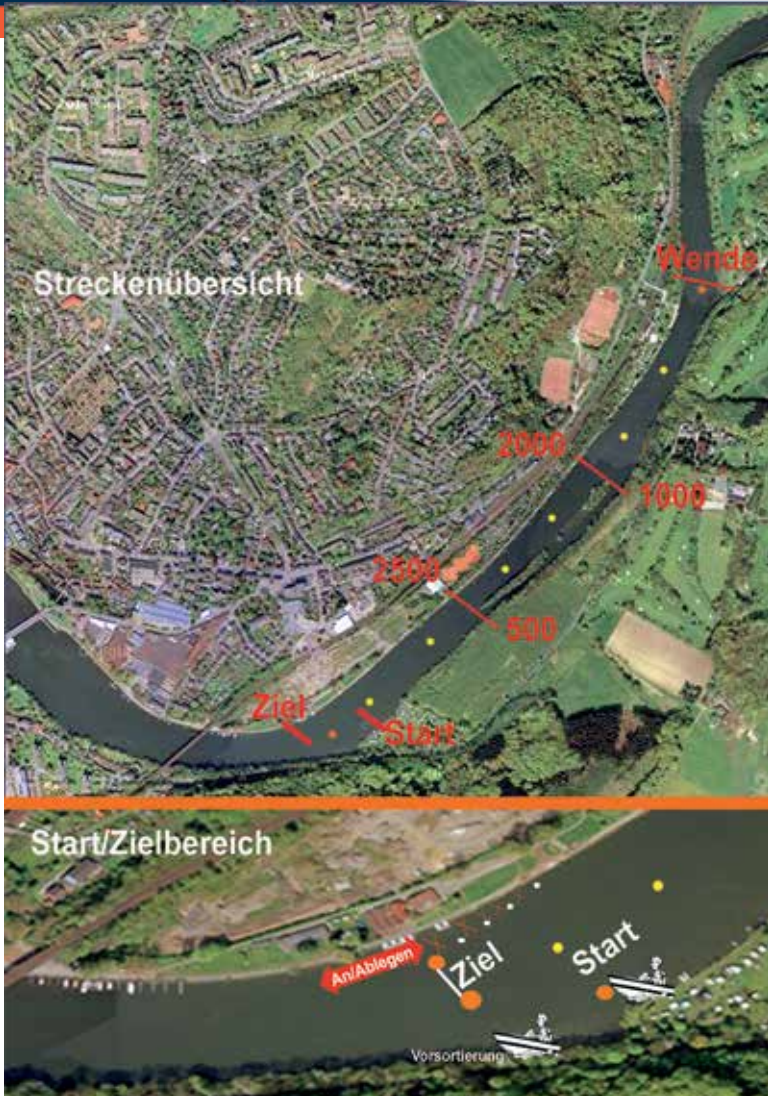 Wende
Streckenübersicht
2000
1000
2500
500
Ziel
Start
Start/Zielbereich
An/Ablegen
Ziel
Start
Vorsortierung